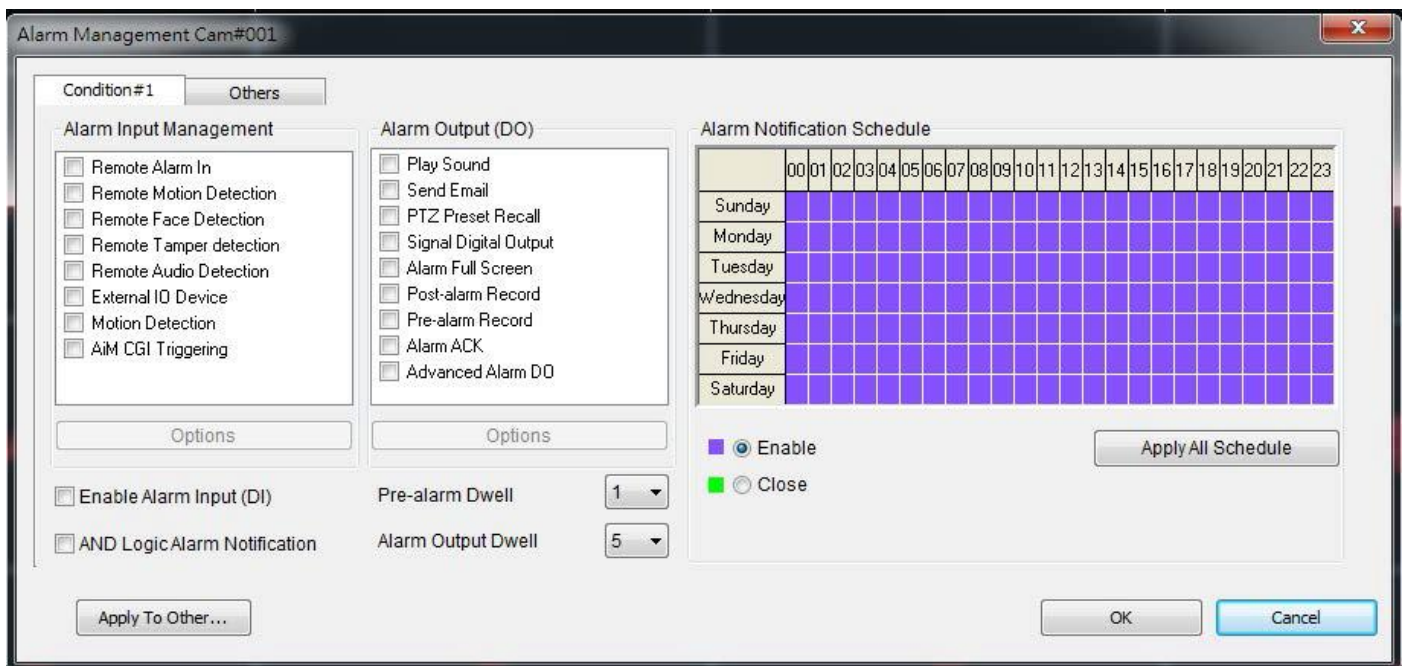 Alarm Management Cam#001
Condition#1
Others
Alarm Input Management
Remote Alarm In
Remote Motion Detection
Remote Face Detection
Remote Tamper detection
Remote Audio Detection
External IO Device
Motion Detection
AiM CGI Triggering
Options
Enable Alarm Input (DI)
AND Logic Alarm Notification
Alarm Output (DO)
Play Sound
Send Email
PTZ Preset Recall
Signal Digital Output
Alarm Full Screen
Post-alarm Record
Pre-alarm Record
Alarm ACK
Advanced Alarm DO
Options
Pre-alarm Dwell 1
Alarm Output Dwell 5
Alarm Notification Schedule
00 01 02 03 04 05 06 07 08 09 10 11 12 13 14 15 16 17 18 19 20 21 22 23
Sunday
Monday
Tuesday
Wednesday
Thursday
Friday
Saturday
Enable
Close
Apply All Schedule
Apply To Other...
OK
Cancel